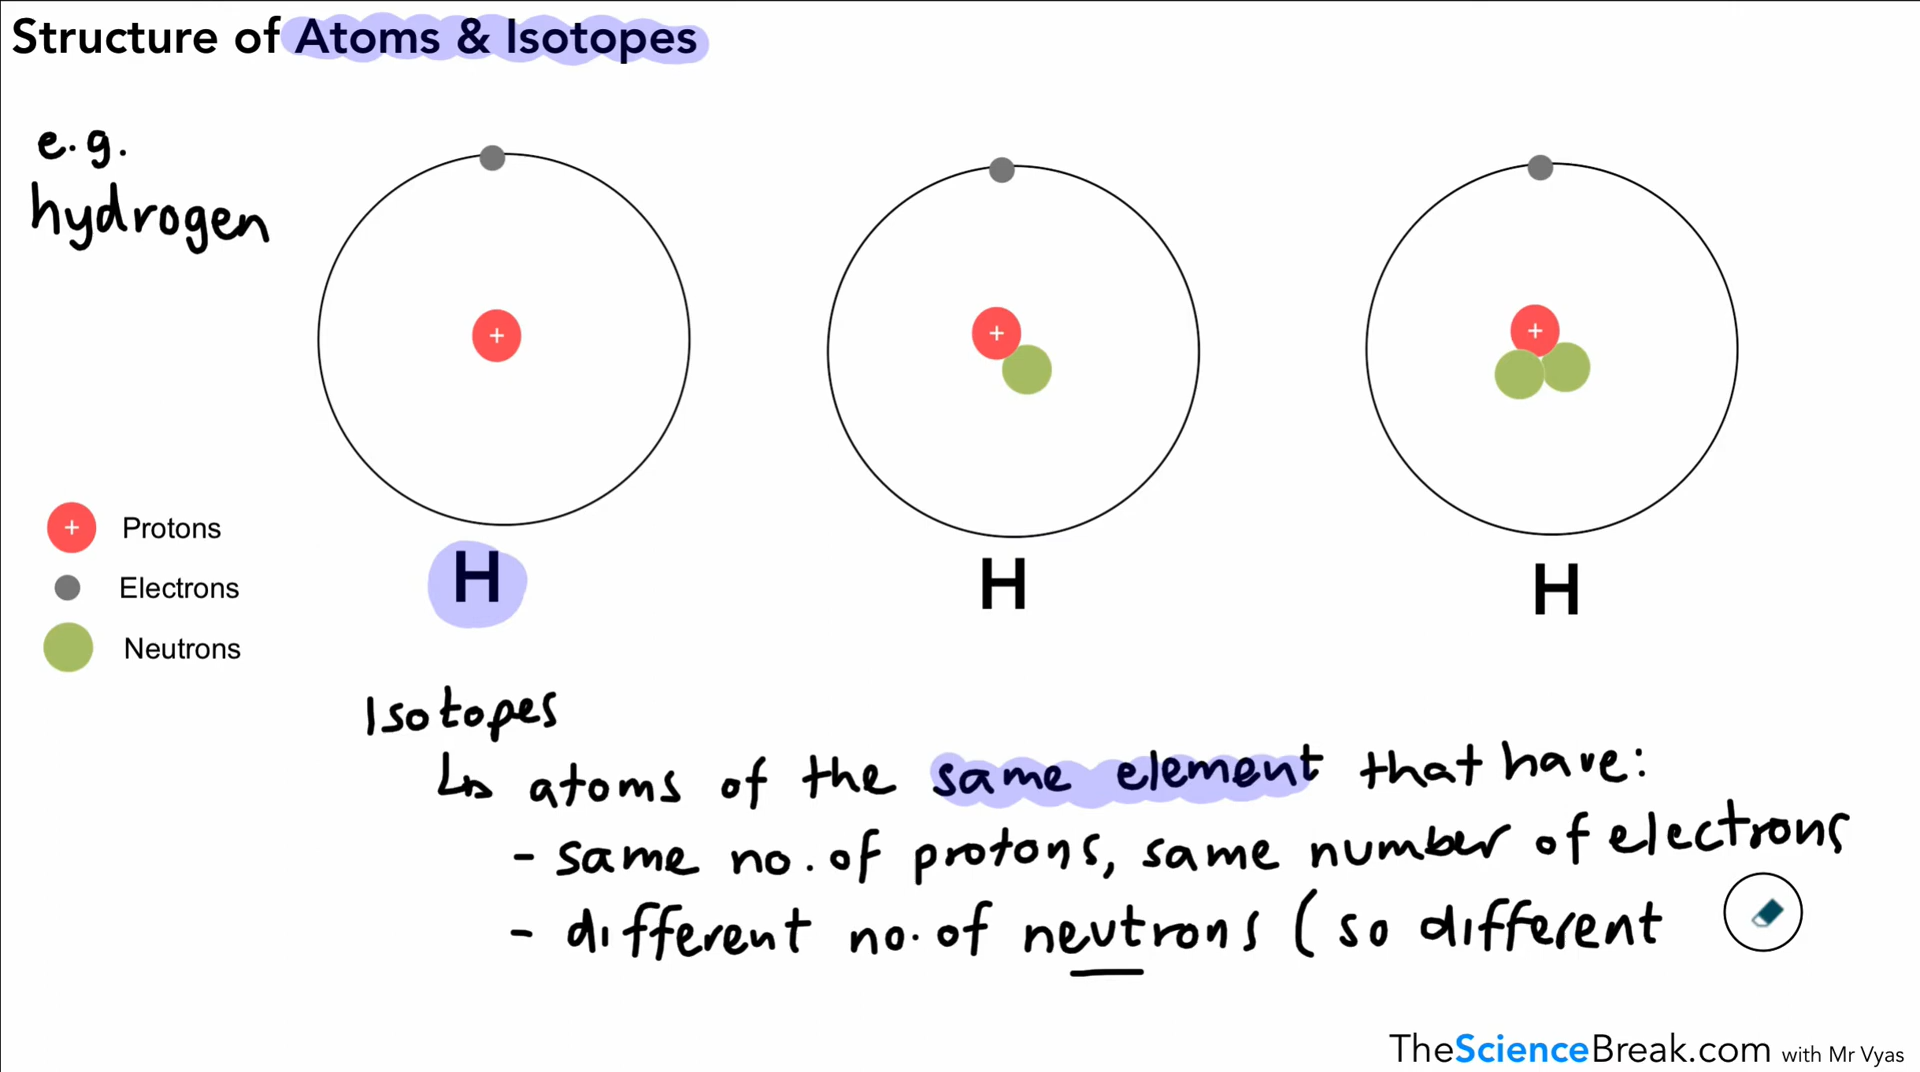 Structure of Atoms & Isotopes
e.g.
hydrogen
+
+
+
+ Protons
Electrons
Neutrons
H
H
H
Isotopes
↳ atoms of the same element that have:
- same no. of protons, same number of electrons
- different no. of neutrons (so different
TheScienceBreak.com with Mr Vyas